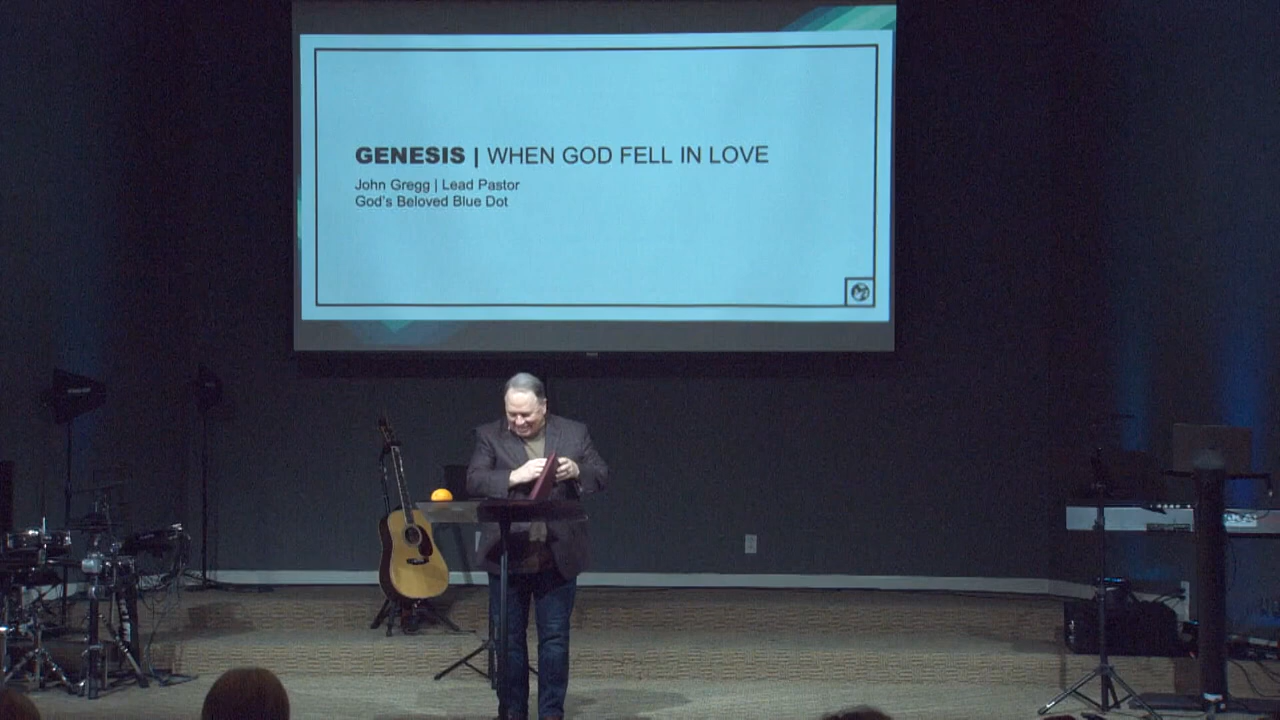 GENESIS | WHEN GOD FELL IN LOVE
John Gregg | Lead Pastor
God's Beloved Blue Dot